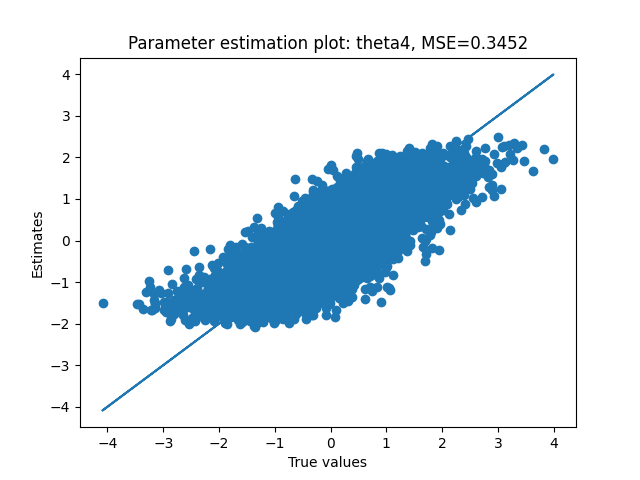 Parameter estimation plot: theta4, MSE=0.3452
4
3
2
1
0
−1
−2
−3
−4
Estimates
−4 −3 −2 −1 0 1 2 3 4
True values